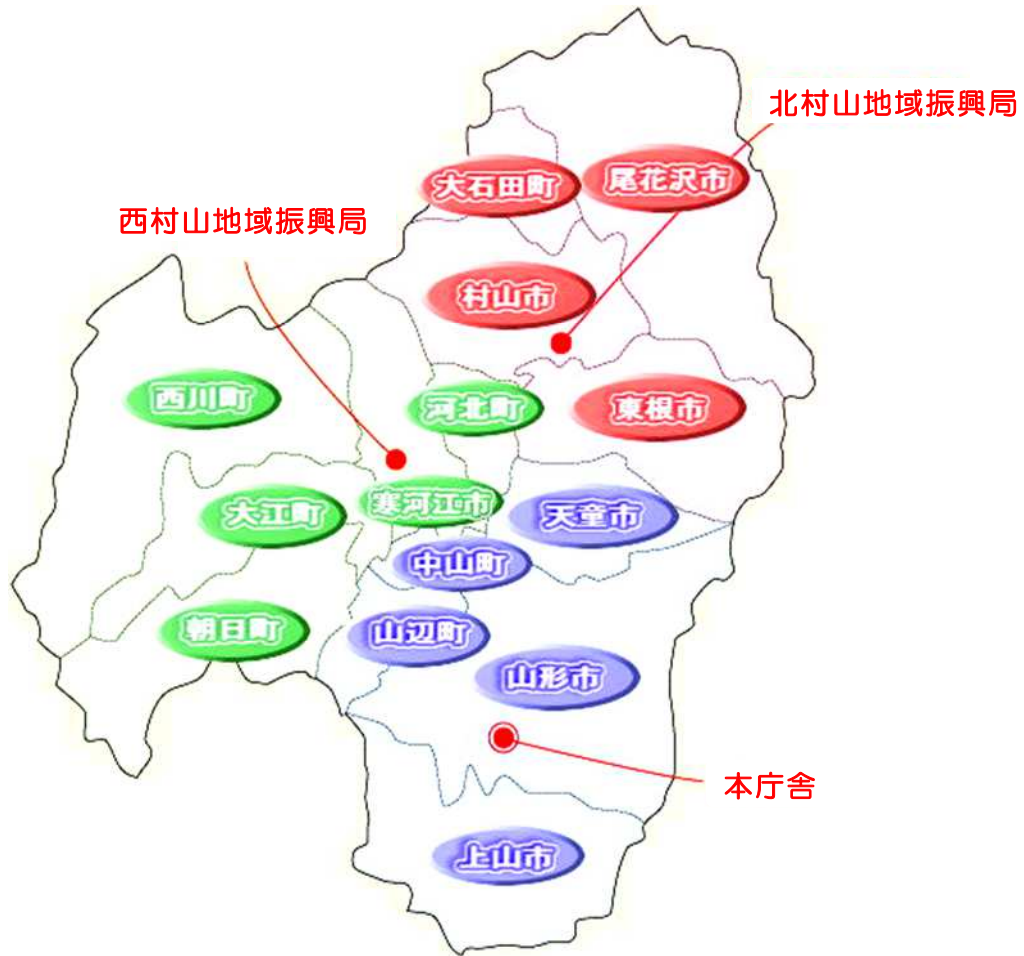 北村山地域振興局
大石田町
尾花沢市
西村山地域振興局
村山市
西川町
河北町
東根市
大江町
寒河江市
天童市
中山町
朝日町
山辺町
山形市
本庁舎
上山市